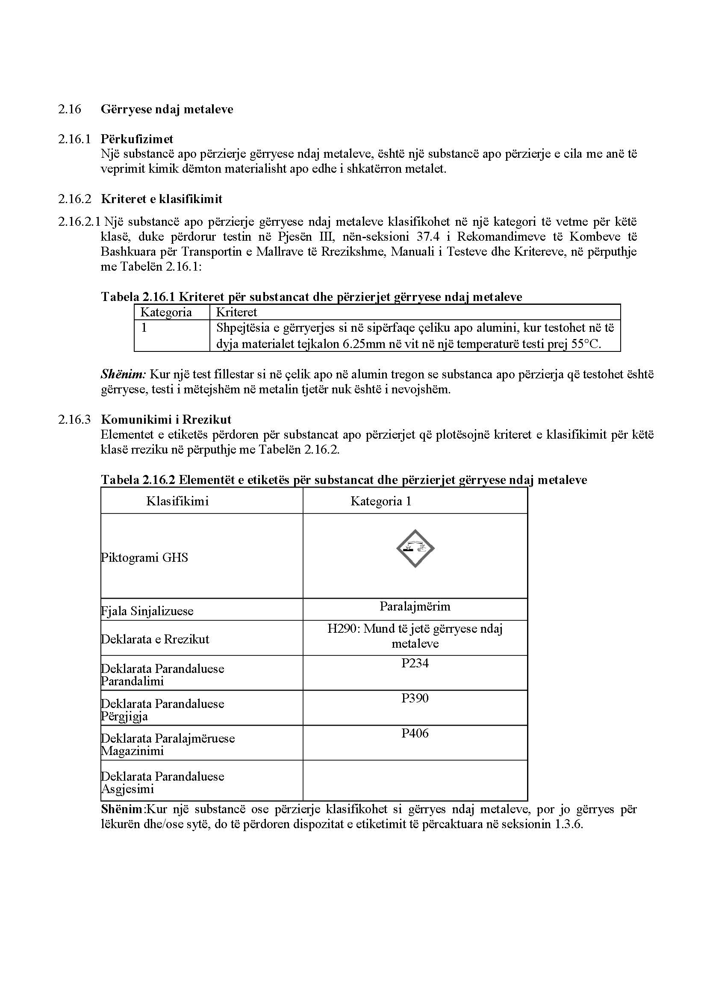 2.16 Gërryese ndaj metaleve
2.16.1 Përkufizimet
Një substancë apo përzierje gërryese ndaj metaleve, është një substancë apo përzierje e cila me anë të
veprimit kimik dëmton materialisht apo edhe i shkatërron metalet.
2.16.2 Kriteret e klasifikimit
2.16.2.1 Një substancë apo përzierje gërryese ndaj metaleve klasifikohet në një kategori të vetme për këtë
klasë, duke përdorur testin në Pjesën III, nën-seksioni 37.4 i Rekomandimeve të Kombeve të
Bashkuara për Transportin e Mallrave të Rrezikshme, Manuali i Testeve dhe Kritereve, në përputhje
me Tabelën 2.16.1:
Tabela 2.16.1 Kriteret për substancat dhe përzierjet gërryese ndaj metaleve
Kategoria Kriteret
1 Shpejtësia e gërryerjes si në sipërfaqe çeliku apo alumini, kur testohet në të
dyja materialet tejkalon 6.25mm në vit në një temperaturë testi prej 55°C.
Shënim: Kur një test fillestar si në çelik apo në alumin tregon se substanca apo përzierja që testohet është
gërryese, testi i mëtejshëm në metalin tjetër nuk është i nevojshëm.
2.16.3 Komunikimi i Rrezikut
Elementet e etiketës përdoren për substancat apo përzierjet që plotësojnë kriteret e klasifikimit për këtë
klasë rreziku në përputhje me Tabelën 2.16.2.
Tabela 2.16.2 Elementët e etiketës për substancat dhe përzierjet gërryese ndaj metaleve
Klasifikimi Kategoria 1
Piktogrami GHS
Fjala Sinjalizuese Paralajmërim
Deklarata e Rrezikut H290: Mund të jetë gërryese ndaj
metaleve
Deklarata Parandaluese P234
Parandalimi
Deklarata Parandaluese P390
Përgjigja
Deklarata Paralajmëruese P406
Magazinimi
Deklarata Parandaluese
Asgjesimi
Shënim:Kur një substancë ose përzierje klasifikohet si gërryes ndaj metaleve, por jo gërryes për
lëkurën dhe/ose sytë, do të përdoren dispozitat e etiketimit të përcaktuara në seksionin 1.3.6.